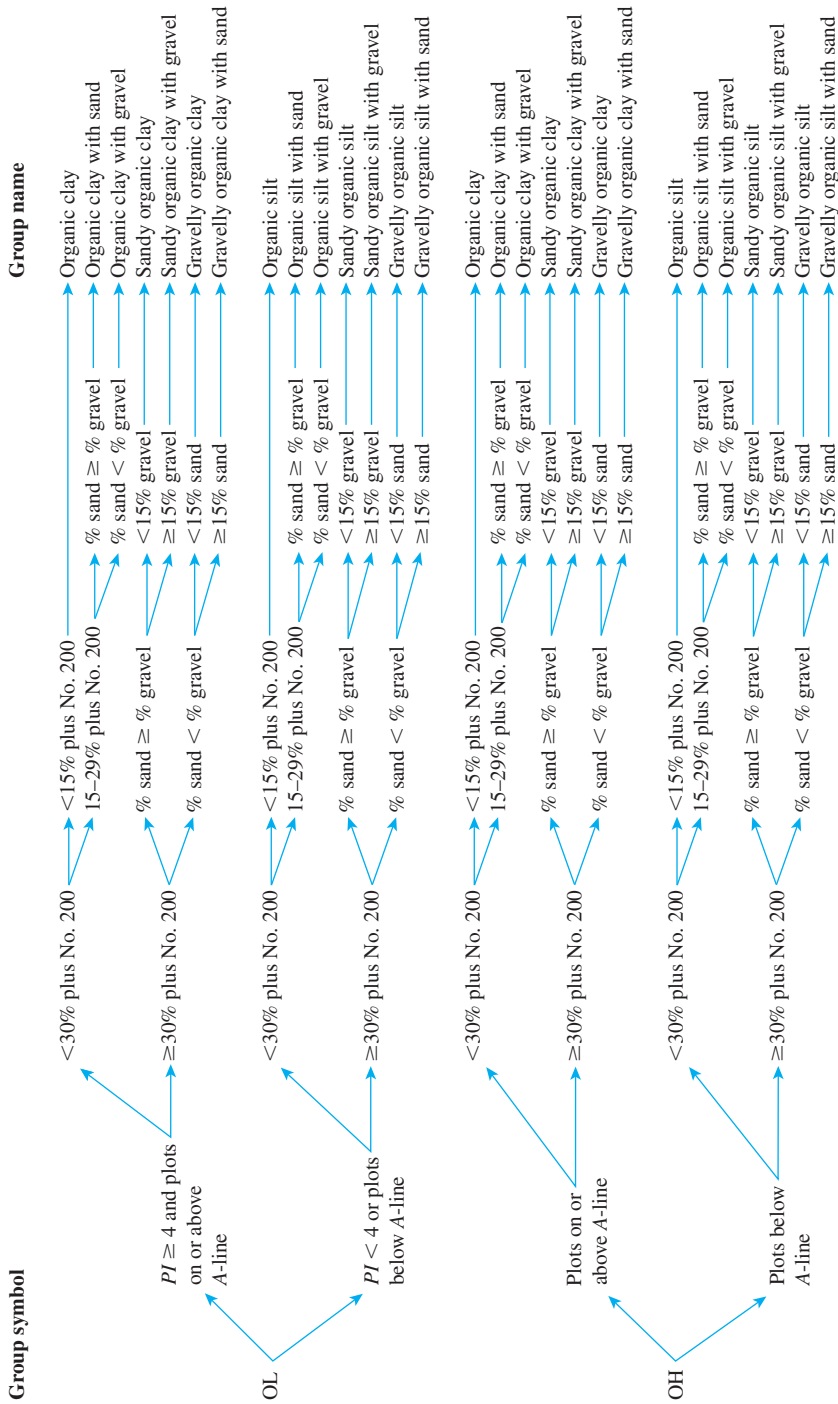 Group symbol
Group name
OL
PI ≥ 4 and plots
on or above
A-line
<30% plus No. 200
<15% plus No. 200
Organic clay
15–29% plus No. 200
% sand ≥ % gravel
Organic clay with sand
% sand < % gravel
Organic clay with gravel
≥30% plus No. 200
% sand ≥ % gravel
<15% gravel
Sandy organic clay
≥15% gravel
Sandy organic clay with gravel
% sand < % gravel
<15% sand
Gravelly organic clay
≥15% sand
Gravelly organic clay with sand
PI < 4 or plots
below A-line
<30% plus No. 200
<15% plus No. 200
Organic silt
15–29% plus No. 200
% sand ≥ % gravel
Organic silt with sand
% sand < % gravel
Organic silt with gravel
≥30% plus No. 200
% sand ≥ % gravel
<15% gravel
Sandy organic silt
≥15% gravel
Sandy organic silt with gravel
% sand < % gravel
<15% sand
Gravelly organic silt
≥15% sand
Gravelly organic silt with sand
OH
Plots on or
above A-line
<30% plus No. 200
<15% plus No. 200
Organic clay
15–29% plus No. 200
% sand ≥ % gravel
Organic clay with sand
% sand < % gravel
Organic clay with gravel
≥30% plus No. 200
% sand ≥ % gravel
<15% gravel
Sandy organic clay
≥15% gravel
Sandy organic clay with gravel
% sand < % gravel
<15% sand
Gravelly organic clay
≥15% sand
Gravelly organic clay with sand
Plots below
A-line
<30% plus No. 200
<15% plus No. 200
Organic silt
15–29% plus No. 200
% sand ≥ % gravel
Organic silt with sand
% sand < % gravel
Organic silt with gravel
≥30% plus No. 200
% sand ≥ % gravel
<15% gravel
Sandy organic silt
≥15% gravel
Sandy organic silt with gravel
% sand < % gravel
<15% sand
Gravelly organic silt
≥15% sand
Gravelly organic silt with sand